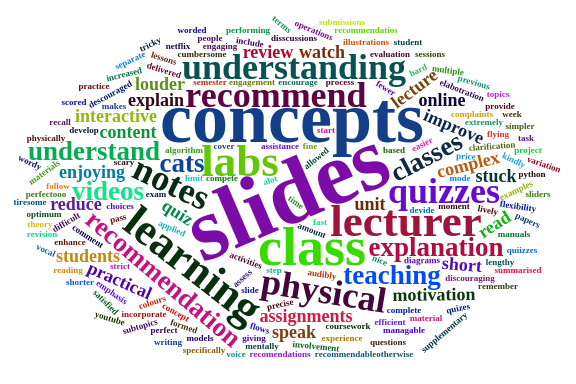 submissions
terms
operations
recommendatios
worded
performing
people
include
disscussions
illustrations
student
tricky
netflix
engaging
review
watch
evaluation
sessions
separate
lessons
cumbersome
understanding
hard
multiple
delivered
previous
increased
louder
semester
engagement
encourage
process
fewer
lecture
elaboration
mode
topics
practice
descouraged
explain
recommend
online
provide
scored
makes
interactive
concepts
improve
complaints
week
recall
develop
start
extremely
flying
simpler
content
physically
algorithm
cover
assistance
fine
task
understand
cats
labs
allowed
based
classes
easier
clarification
project
wordy
scary
complex
price
kindly
variation
materials
enjoying
notes
limit
compete
alot
slides
stuck
python
follow
videos
exam
time
quizzes
examples
sliders
perfectooo
reduce
choices
quiz
unit
divide
moment
lively
flexibility
tiresome
optimum
difficult
pass
applied
fast
lecturer
read
papers
theory
comment
learning
class
amount
manuals
revision
recommendation
explanation
quiizzes
enhance
nice
diagrams
short
lengthy
vocal
students
activities
step
audibly
teaching
discouraging
summarised
reading
strict
assess
physical
remember
shorter
practical
emphasis
slide
motivation
satisfied
colours
concept
precise
assignments
complete
quizes
youtube
incorporate
formed
flows
speak
coursework
efficient
material
subtopics
perfect
models
giving
experience
questions
managable
supplementary
writing
mentally
involvement
specifically
voice
recomendations
recommendableotherwise